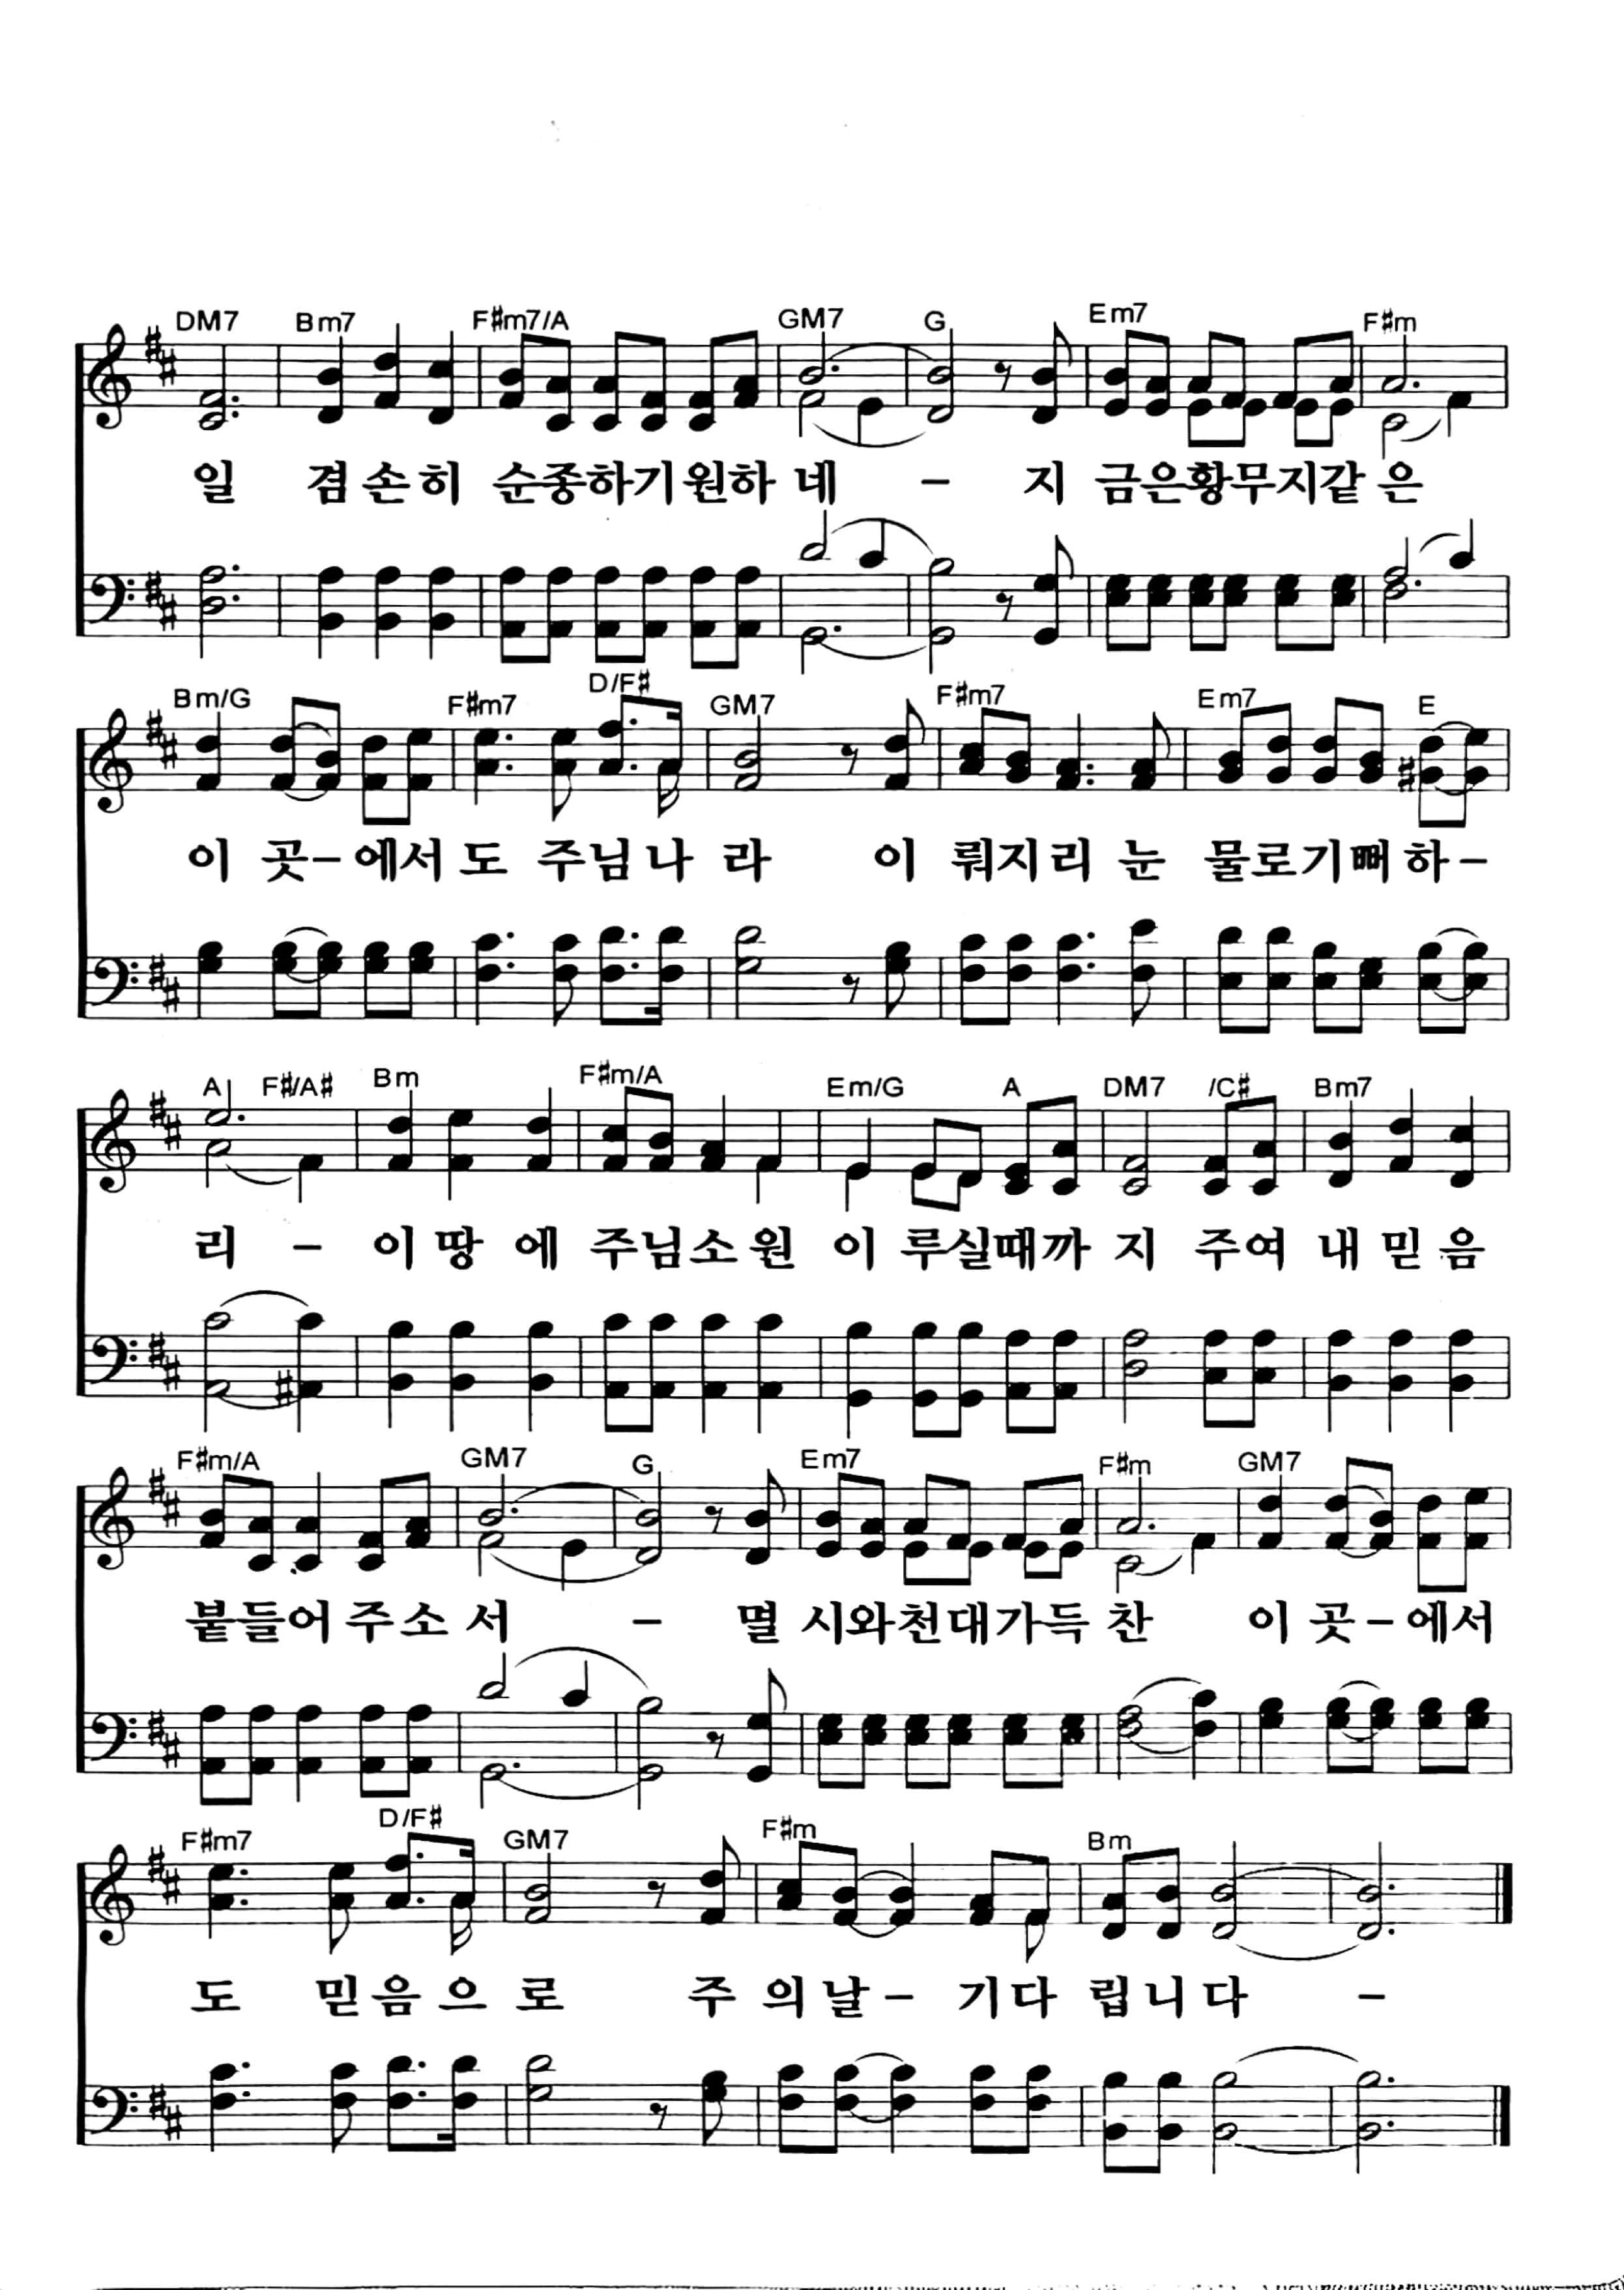 DM7 Bm7 F#m7/A GM7 G Em7 F#m
일 겸손히 순종하기원하 네 – 지 금은황무지같 은
Bm/G F#m7 D/F# GM7 F#m7 Em7 E
이 곳–에서 도 주님나 라 이 뤄지리 눈 물로기뻐하–
A F#/A# Bm F#m/A Em/G A DM7 /C# Bm7
리 – 이 땅 에 주님소원 이 루실때까 지 주여 내 믿 음
F#m/A GM7 G Em7 F#m GM7
붙들어주소 서 – 멸 시와천대가득 찬 이 곳–에서
F#m7 D/F# GM7 F#m Bm
도 믿음으 로 주 의날– 기다 립니다 –